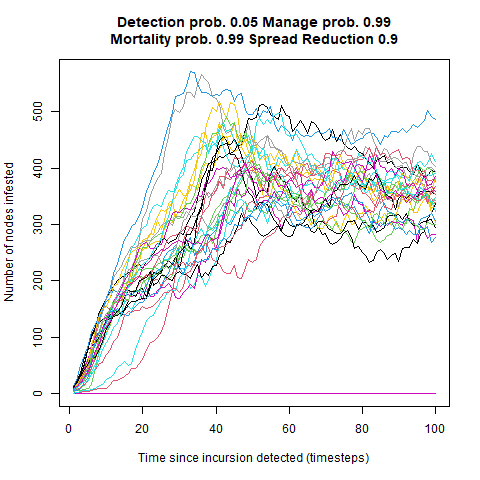 Detection prob. 0.05 Manage prob. 0.99
Mortality prob. 0.99 Spread Reduction 0.9
Number of nodes infested
500
400
300
200
100
0
0 20 40 60 80 100
Time since incursion detected (timesteps)